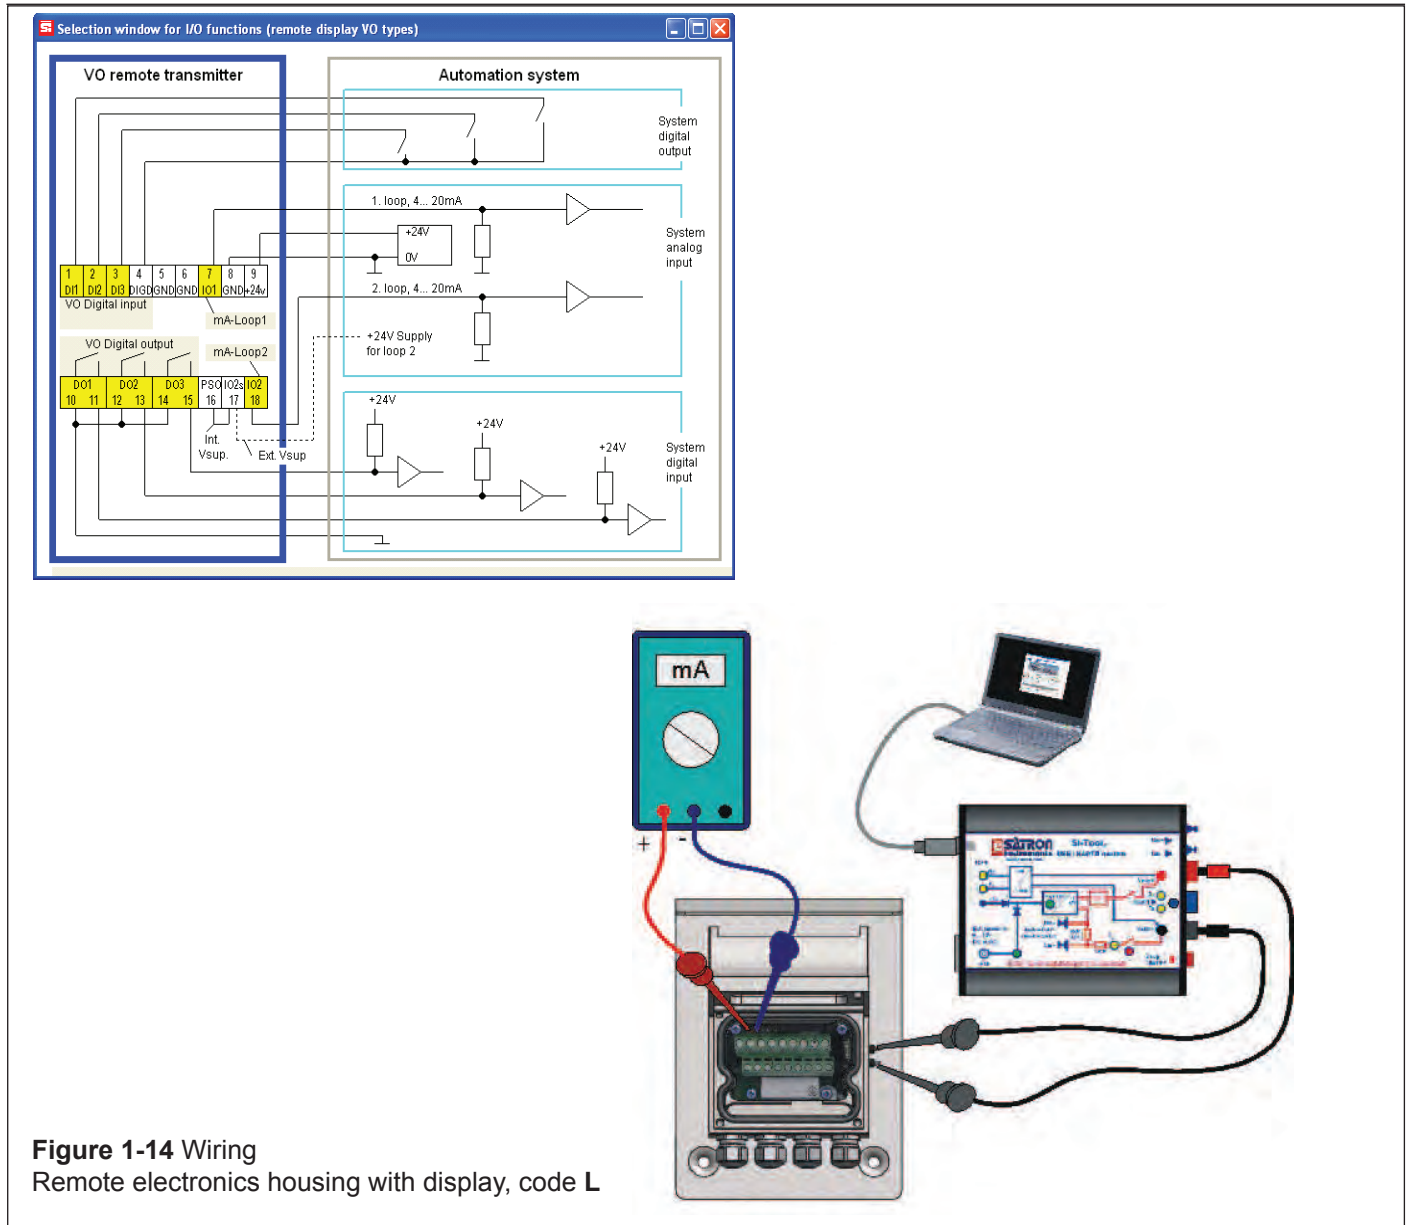 Selection window for I/O functions (remote display VO types)
VO remote transmitter
Automation system
System
digital
output
1. loop, 4... 20mA
+24V
0V
System
analog
input
2. loop, 4... 20mA
+24V Supply
for loop 2
1 2 3 4 5 6 7 8 9
DI1 DI2 DI3 DIGD GND GND IO1 GND +24v
VO Digital input
mA-Loop1
VO Digital output
mA-Loop2
DO1 DO2 DO3 PSO IO2s IO2
10 11 12 13 14 15 16 17 18
Int.
Vsup.
Ext. Vsup
+24V
+24V
+24V
System
digital
input
mA
+ -
SATRON
Si-Tool
Figure 1-14 Wiring
Remote electronics housing with display, code L